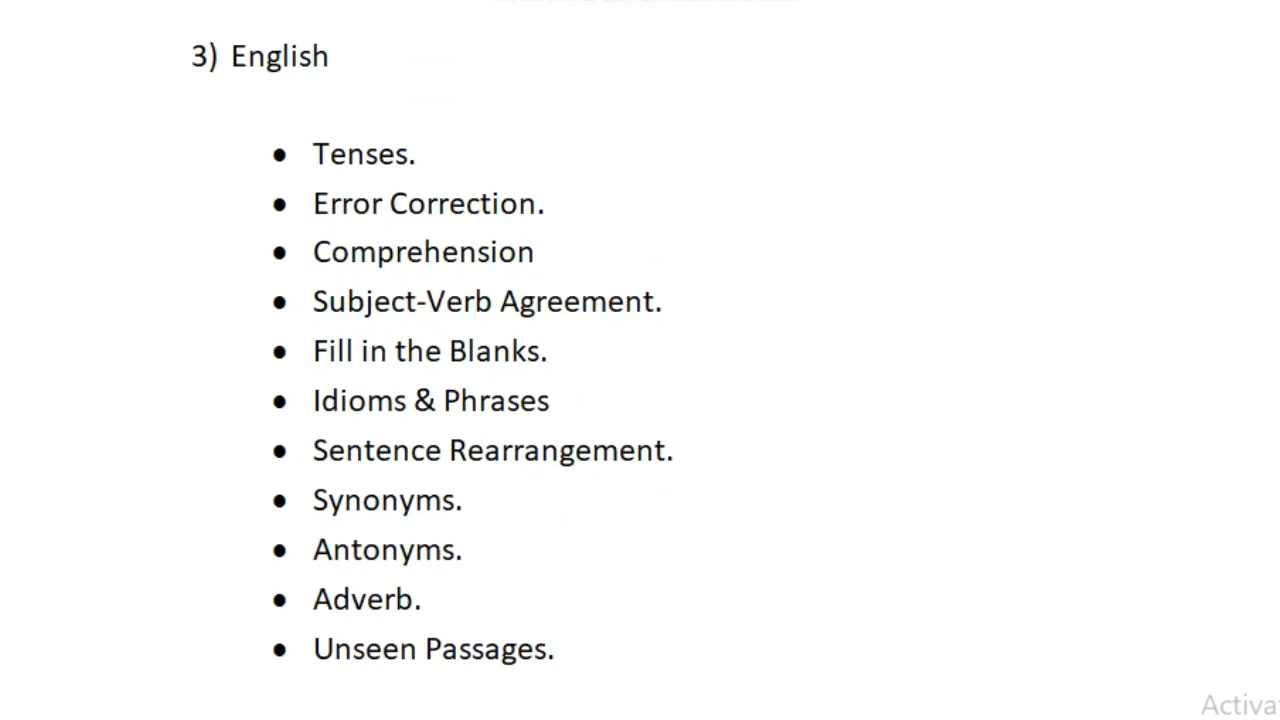 3) English
• Tenses.
• Error Correction.
• Comprehension
• Subject-Verb Agreement.
• Fill in the Blanks.
• Idioms & Phrases
• Sentence Rearrangement.
• Synonyms.
• Antonyms.
• Adverb.
• Unseen Passages.